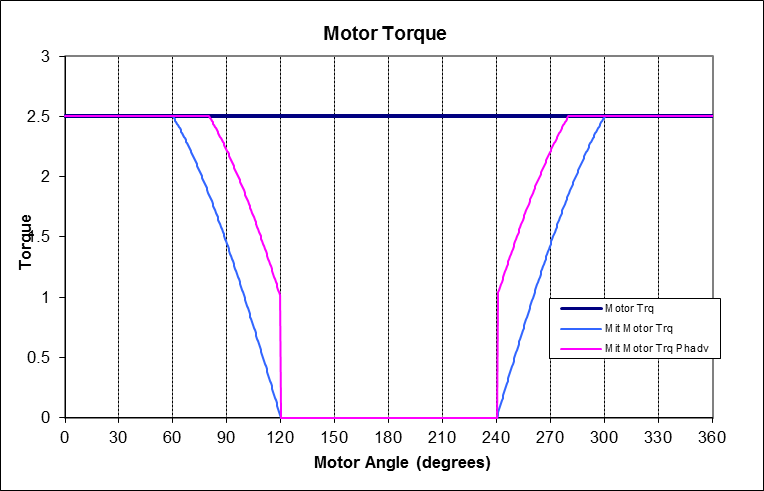 Motor Torque
3
2.5
2
1.5
1
0.5
0
Torque
0 30 60 90 120 150 180 210 240 270 300 330 360
Motor Angle (degrees)
Motor Trq
Mit Motor Trq
Mit Motor Trq Phadv